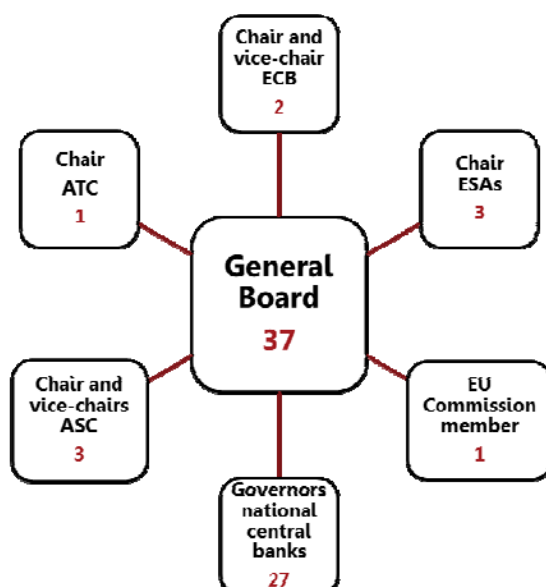 Chair and
vice-chair
ECB
2
Chair
ATC
1
Chair
ESAs
3
General
Board
37
Chair and
vice-chairs
ASC
3
EU
Commission
member
1
Governors
national
central
banks
27